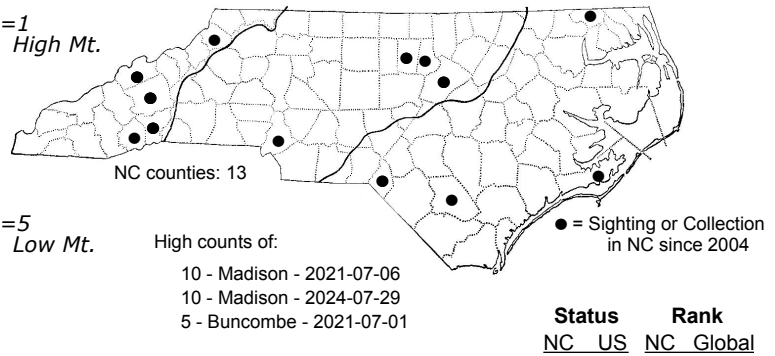 =1
High Mt.
NC counties: 13
=5
Low Mt.
High counts of:
10 - Madison - 2021-07-06
10 - Madison - 2024-07-29
5 - Buncombe - 2021-07-01
● = Sighting or Collection
in NC since 2004
Status Rank
NC US NC Global